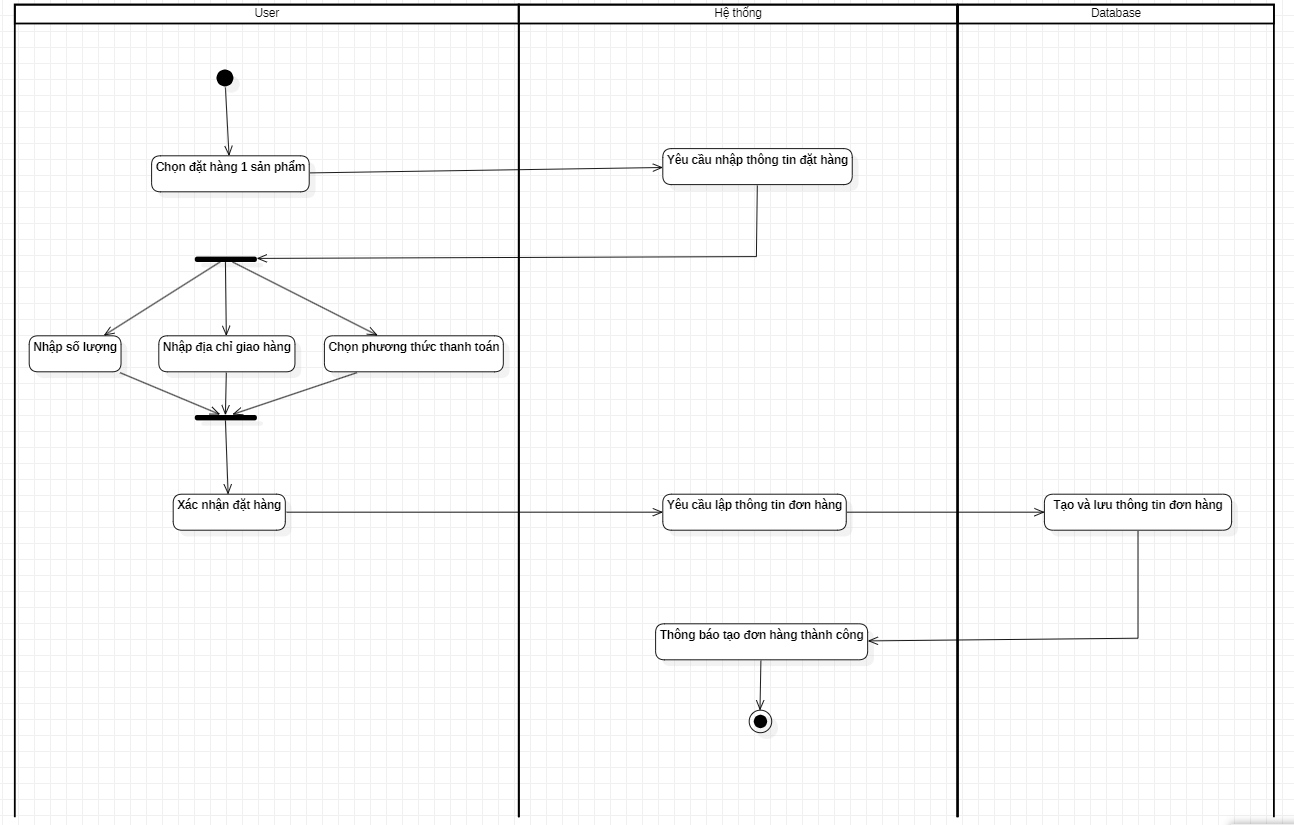 User
Hệ thống
Database
Chọn đặt hàng 1 sản phẩm
Yêu cầu nhập thông tin đặt hàng
Nhập số lượng
Nhập địa chỉ giao hàng
Chọn phương thức thanh toán
Xác nhận đặt hàng
Yêu cầu lập thông tin đơn hàng
Tạo và lưu thông tin đơn hàng
Thông báo tạo đơn hàng thành công